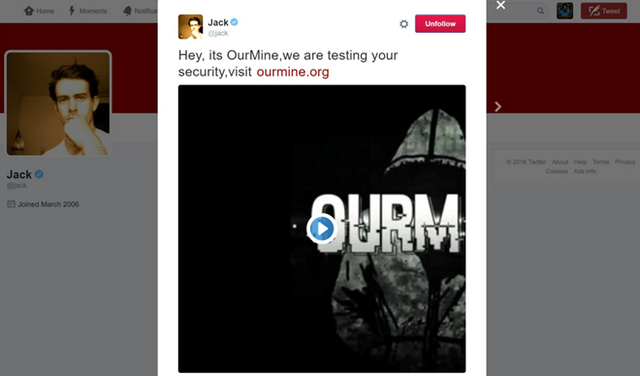 Home
Moments
Notifica
Tweet
Jack
@jack
Unfollow
Hey, its OurMine,we are testing your
security,visit ourmine.org
OURM
Jack
@jack
Joined March 2006
© 2016 Twitter About Help Terms Privacy
Cookies Ads info